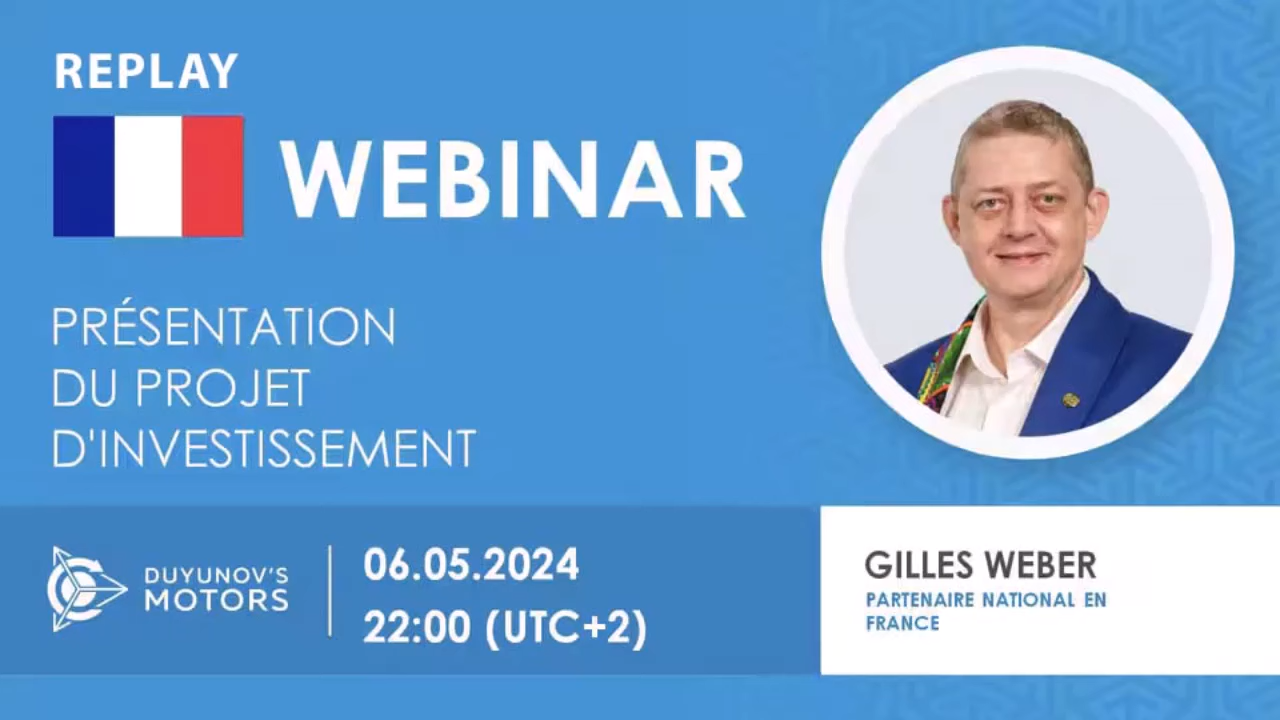 REPLAY
WEBINAR
PRÉSENTATION
DU PROJET
D'INVESTISSEMENT
DUYUNOV'S
MOTORS
06.05.2024
22:00 (UTC+2)
GILLES WEBER
PARTENAIRE NATIONAL EN
FRANCE